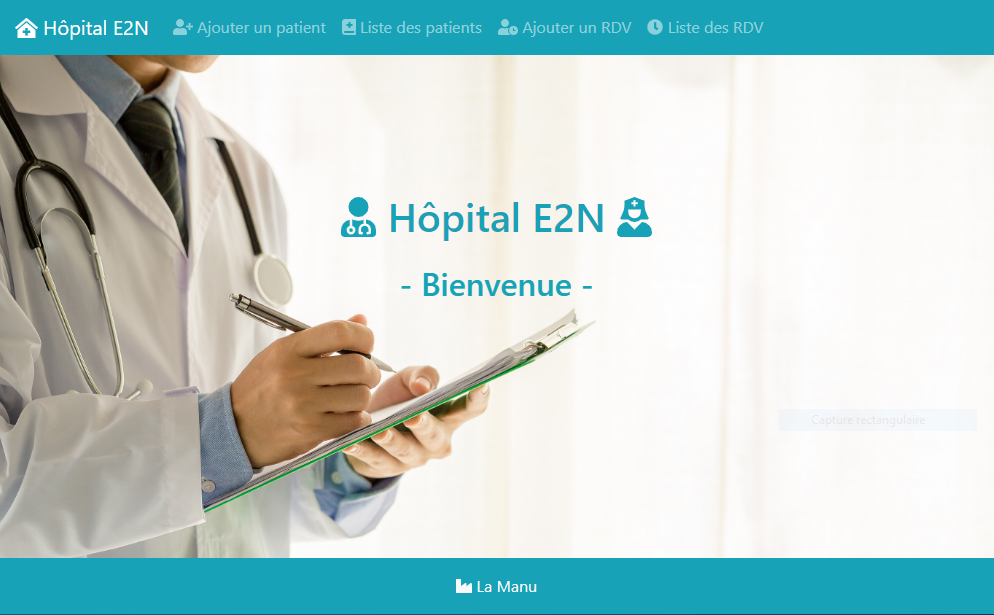 Hôpital E2N Ajouter un patient Liste des patients Ajouter un RDV Liste des RDV
Hôpital E2N
- Bienvenue -
Capture rectangulaire
La Manu